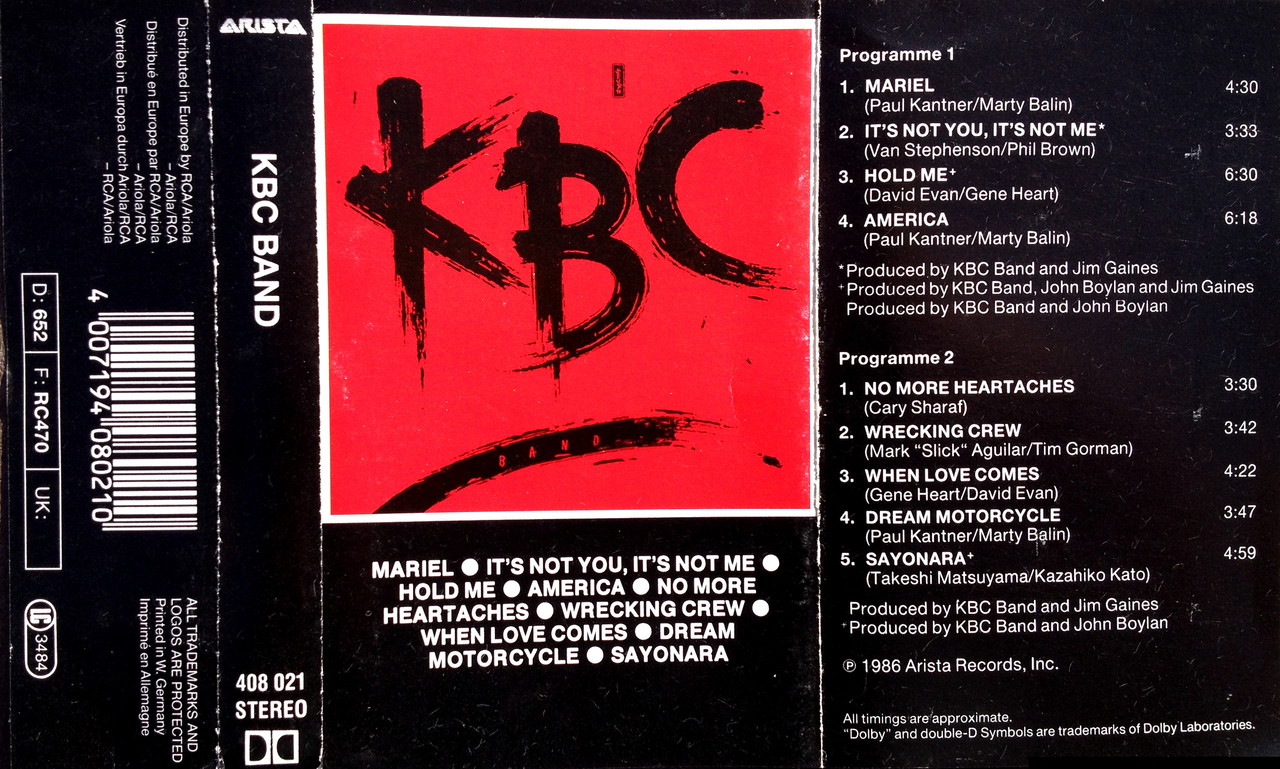 Distributed in Europe by RCA/Ariola
– Ariola/RCA
Distribué en Europe par RCA/Ariola
– Ariola/RCA
Vertrieb in Europa durch Ariola/RCA
– RCA/Ariola
4 007194 080210
D: 652 F: RC470 UK:
ALL TRADEMARKS AND
LOGOS ARE PROTECTED
Printed in W. Germany
Imprimé en Allemagne
LC 3484
ARISTA
KBC BAND
408 021
STEREO
KBC
BAND
MARIEL ● IT'S NOT YOU, IT'S NOT ME ●
HOLD ME ● AMERICA ● NO MORE
HEARTACHES ● WRECKING CREW ●
WHEN LOVE COMES ● DREAM
MOTORCYCLE ● SAYONARA
Programme 1
1. MARIEL 4:30
(Paul Kantner/Marty Balin)
2. IT'S NOT YOU, IT'S NOT ME* 3:33
(Van Stephenson/Phil Brown)
3. HOLD ME+ 6:30
(David Evan/Gene Heart)
4. AMERICA 6:18
(Paul Kantner/Marty Balin)
*Produced by KBC Band and Jim Gaines
+Produced by KBC Band, John Boylan and Jim Gaines
Produced by KBC Band and John Boylan
Programme 2
1. NO MORE HEARTACHES 3:30
(Cary Sharaf)
2. WRECKING CREW 3:42
(Mark “Slick“ Aguilar/Tim Gorman)
3. WHEN LOVE COMES 4:22
(Gene Heart/David Evan)
4. DREAM MOTORCYCLE 3:47
(Paul Kantner/Marty Balin)
5. SAYONARA+ 4:59
(Takeshi Matsuyama/Kazahiko Kato)
Produced by KBC Band and Jim Gaines
+Produced by KBC Band and John Boylan
℗ 1986 Arista Records, Inc.
All timings are approximate.
“Dolby” and double-D Symbols are trademarks of Dolby Laboratories.